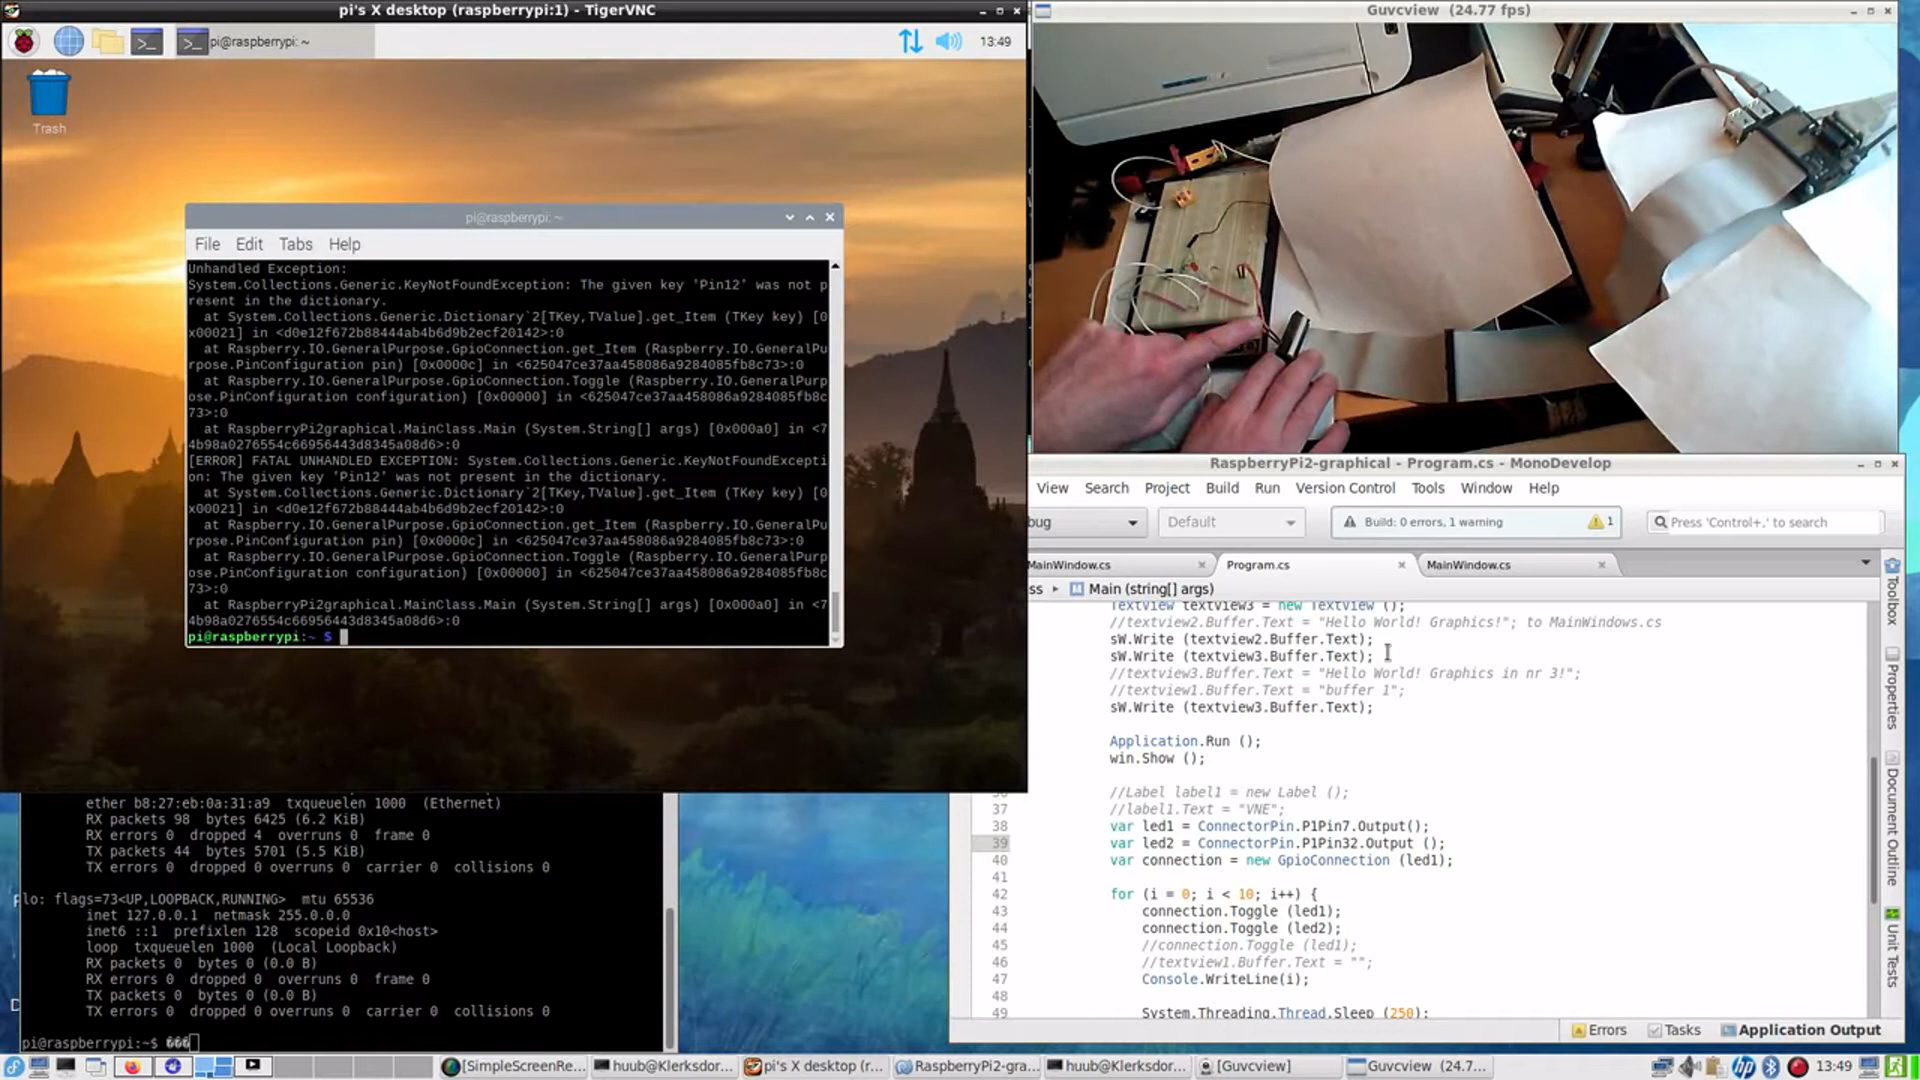 pi's X desktop (raspberrypi:1) - TigerVNC
pi@raspberrypi: ~
13:49
Trash
pi@raspberrypi: ~
File Edit Tabs Help
Unhandled Exception:
System.Collections.Generic.KeyNotFoundException: The given key 'Pin12' was not p
resent in the dictionary.
at System.Collections.Generic.Dictionary`2[TKey,TValue].get_Item (TKey key) [0
x00021] in <d0e12f672b88444ab4b6d9b2ecf20142>:0
at Raspberry.IO.GeneralPurpose.GpioConnection.get_Item (Raspberry.IO.GeneralPu
rpose.PinConfiguration pin) [0x0000c] in <625047ce37aa458086a9284085fb8c73>:0
at Raspberry.IO.GeneralPurpose.GpioConnection.Toggle (Raspberry.IO.GeneralPurp
ose.PinConfiguration configuration) [0x00000] in <625047ce37aa458086a9284085fb8c
73>:0
at RaspberryPi2graphical.MainClass.Main (System.String[] args) [0x000a0] in <7
4b98a0276554c66956443d8345a08d6>:0
[ERROR] FATAL UNHANDLED EXCEPTION: System.Collections.Generic.KeyNotFoundExcepti
on: The given key 'Pin12' was not present in the dictionary.
at System.Collections.Generic.Dictionary`2[TKey,TValue].get_Item (TKey key) [0
x00021] in <d0e12f672b88444ab4b6d9b2ecf20142>:0
at Raspberry.IO.GeneralPurpose.GpioConnection.get_Item (Raspberry.IO.GeneralPu
rpose.PinConfiguration pin) [0x0000c] in <625047ce37aa458086a9284085fb8c73>:0
at Raspberry.IO.GeneralPurpose.GpioConnection.Toggle (Raspberry.IO.GeneralPurp
ose.PinConfiguration configuration) [0x00000] in <625047ce37aa458086a9284085fb8c
73>:0
at RaspberryPi2graphical.MainClass.Main (System.String[] args) [0x000a0] in <7
4b98a0276554c66956443d8345a08d6>:0
pi@raspberrypi:~ $
ether b8:27:eb:0a:31:a9 txqueuelen 1000 (Ethernet)
RX packets 98 bytes 6425 (6.2 KiB)
RX errors 0 dropped 4 overruns 0 frame 0
TX packets 44 bytes 5701 (5.5 KiB)
TX errors 0 dropped 0 overruns 0 carrier 0 collisions 0
lo: flags=73<UP,LOOPBACK,RUNNING> mtu 65536
inet 127.0.0.1 netmask 255.0.0.0
inet6 ::1 prefixlen 128 scopeid 0x10<host>
loop txqueuelen 1000 (Local Loopback)
RX packets 0 bytes 0 (0.0 B)
RX errors 0 dropped 0 overruns 0 frame 0
TX packets 0 bytes 0 (0.0 B)
TX errors 0 dropped 0 overruns 0 carrier 0 collisions 0
pi@raspberrypi:~$ ���
Guvcview (24.77 fps)
RaspberryPi2-graphical - Program.cs - MonoDevelop
View Search Project Build Run Version Control Tools Window Help
bug
Default
Build: 0 errors, 1 warning
1
Press 'Control+,' to search
MainWindow.cs
Program.cs
MainWindow.cs
ss ▸ Main (string[] args)
TextView textview3 = new TextView ();
//textview2.Buffer.Text = "Hello World! Graphics!"; to MainWindows.cs
sW.Write (textview2.Buffer.Text);
sW.Write (textview3.Buffer.Text);
//textview3.Buffer.Text = "Hello World! Graphics in nr 3!";
//textview1.Buffer.Text = "buffer 1";
sW.Write (textview3.Buffer.Text);
Application.Run ();
win.Show ();
//Label label1 = new Label ();
37 //label1.Text = "VNE";
38 var led1 = ConnectorPin.P1Pin7.Output();
39 var led2 = ConnectorPin.P1Pin32.Output ();
40 var connection = new GpioConnection (led1);
41
42 for (i = 0; i < 10; i++) {
43 connection.Toggle (led1);
44 connection.Toggle (led2);
45 //connection.Toggle (led1);
46 //textview1.Buffer.Text = "";
47 Console.WriteLine(i);
48
49 System.Threading.Thread.Sleep (250);
Toolbox
Properties
Document Outline
Unit Tests
Errors
Tasks
Application Output
[SimpleScreenRe...
huub@Klerksdor...
pi's X desktop (r...
RaspberryPi2-gra...
huub@Klerksdor...
[Guvcview]
Guvcview (24.7...
13:49